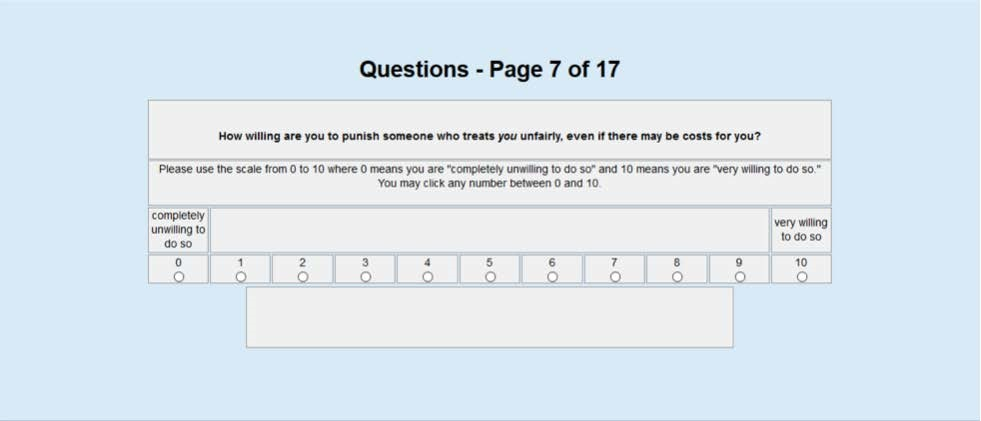 Questions - Page 7 of 17
How willing are you to punish someone who treats you unfairly, even if there may be costs for you?
Please use the scale from 0 to 10 where 0 means you are "completely unwilling to do so" and 10 means you are "very willing to do so."
You may click any number between 0 and 10.
completely
unwilling to
do so
very willing
to do so
0 1 2 3 4 5 6 7 8 9 10